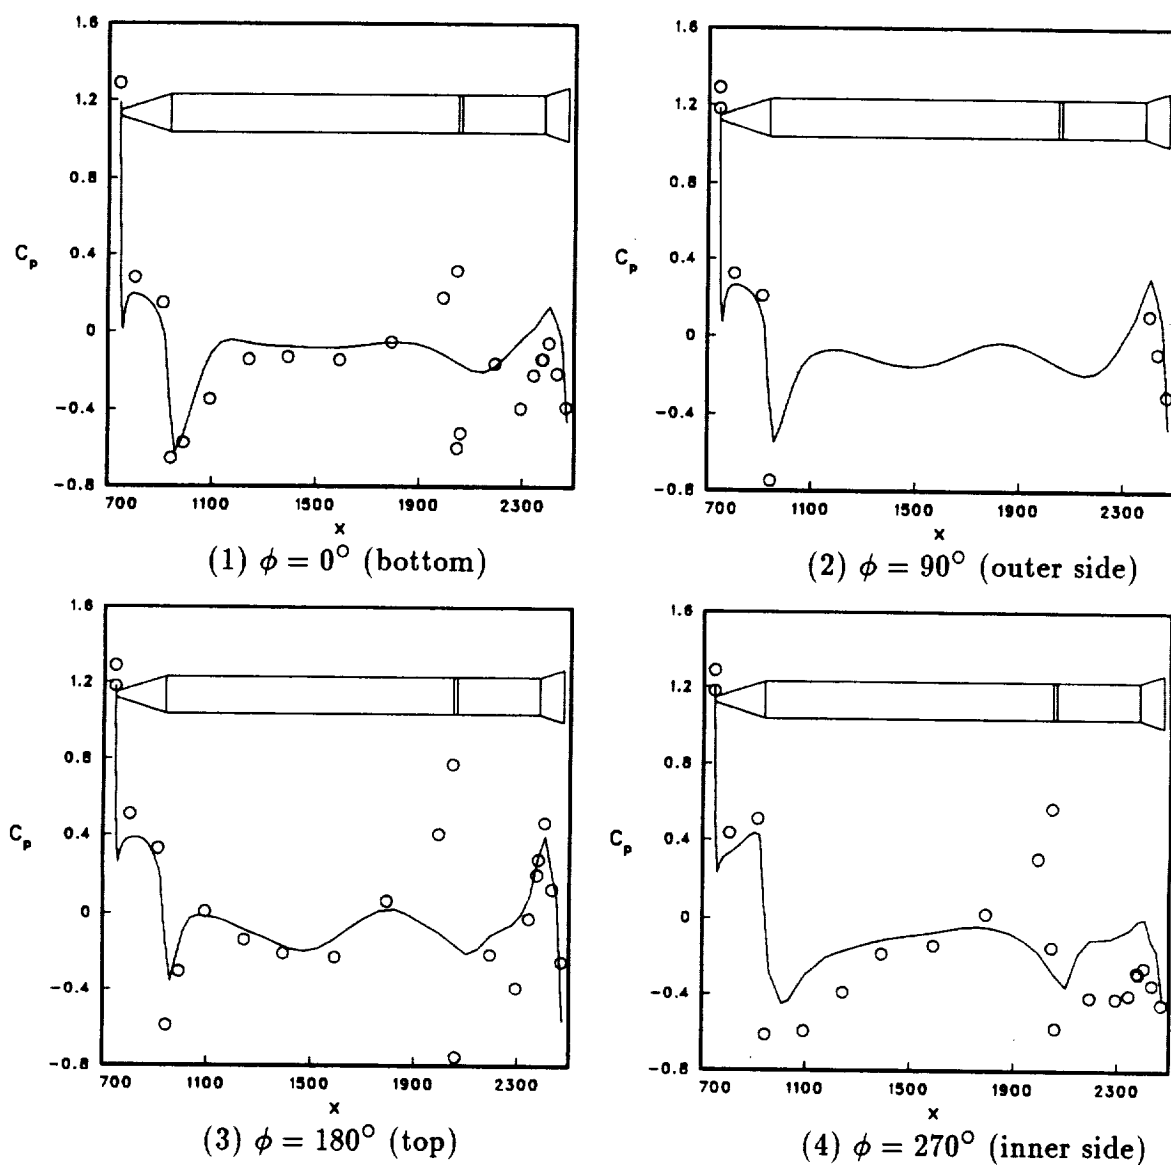 1.6
1.2
0.8
0.4
C_p
0
-0.4
-0.8
700 1100 1500 1900 2300
x
(1) ϕ = 0° (bottom)
1.6
1.2
0.8
0.4
C_p
0
-0.4
-0.8
700 1100 1500 1900 2300
x
(2) ϕ = 90° (outer side)
1.6
1.2
0.8
0.4
C_p
0
-0.4
-0.8
700 1100 1500 1900 2300
x
(3) ϕ = 180° (top)
1.6
1.2
0.8
0.4
C_p
0
-0.4
-0.8
700 1100 1500 1900 2300
x
(4) ϕ = 270° (inner side)